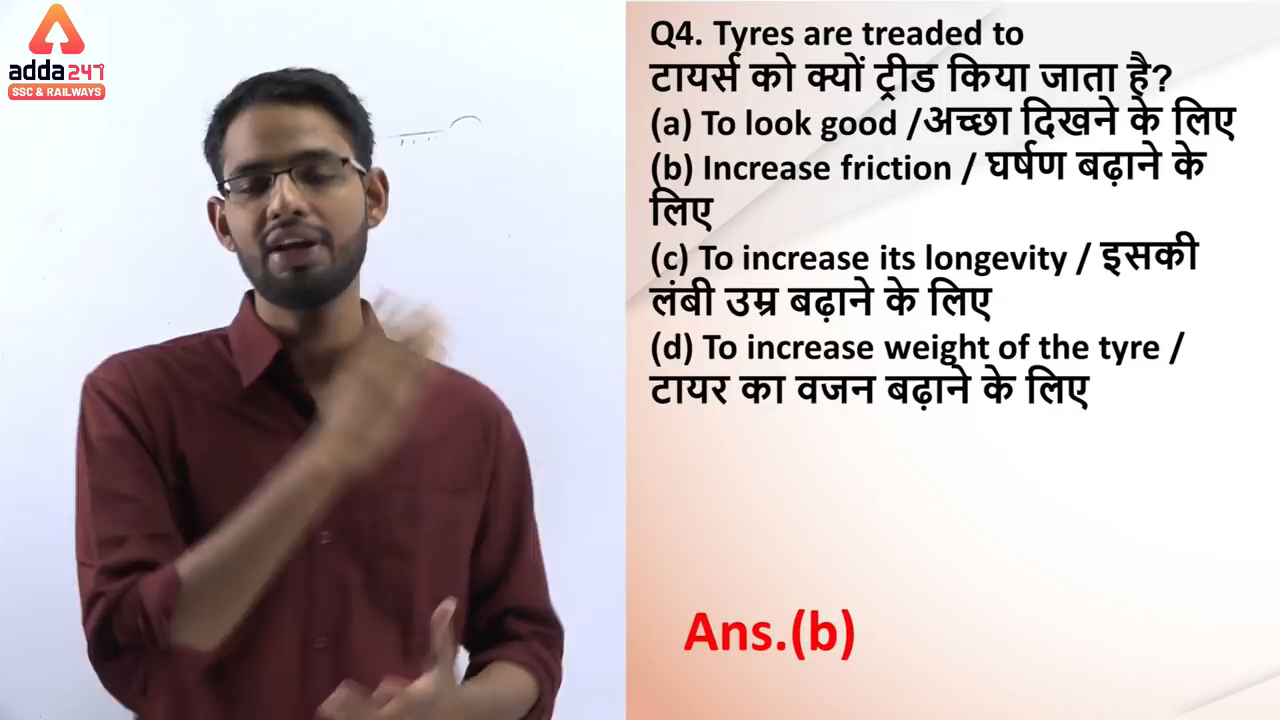 adda247
SSC & RAILWAYS
Q4. Tyres are treaded to
टायर्स को क्यों ट्रीड किया जाता है?
(a) To look good /अच्छा दिखने के लिए
(b) Increase friction / घर्षण बढ़ाने के
लिए
(c) To increase its longevity / इसकी
लंबी उम्र बढ़ाने के लिए
(d) To increase weight of the tyre /
टायर का वजन बढ़ाने के लिए
Ans.(b)